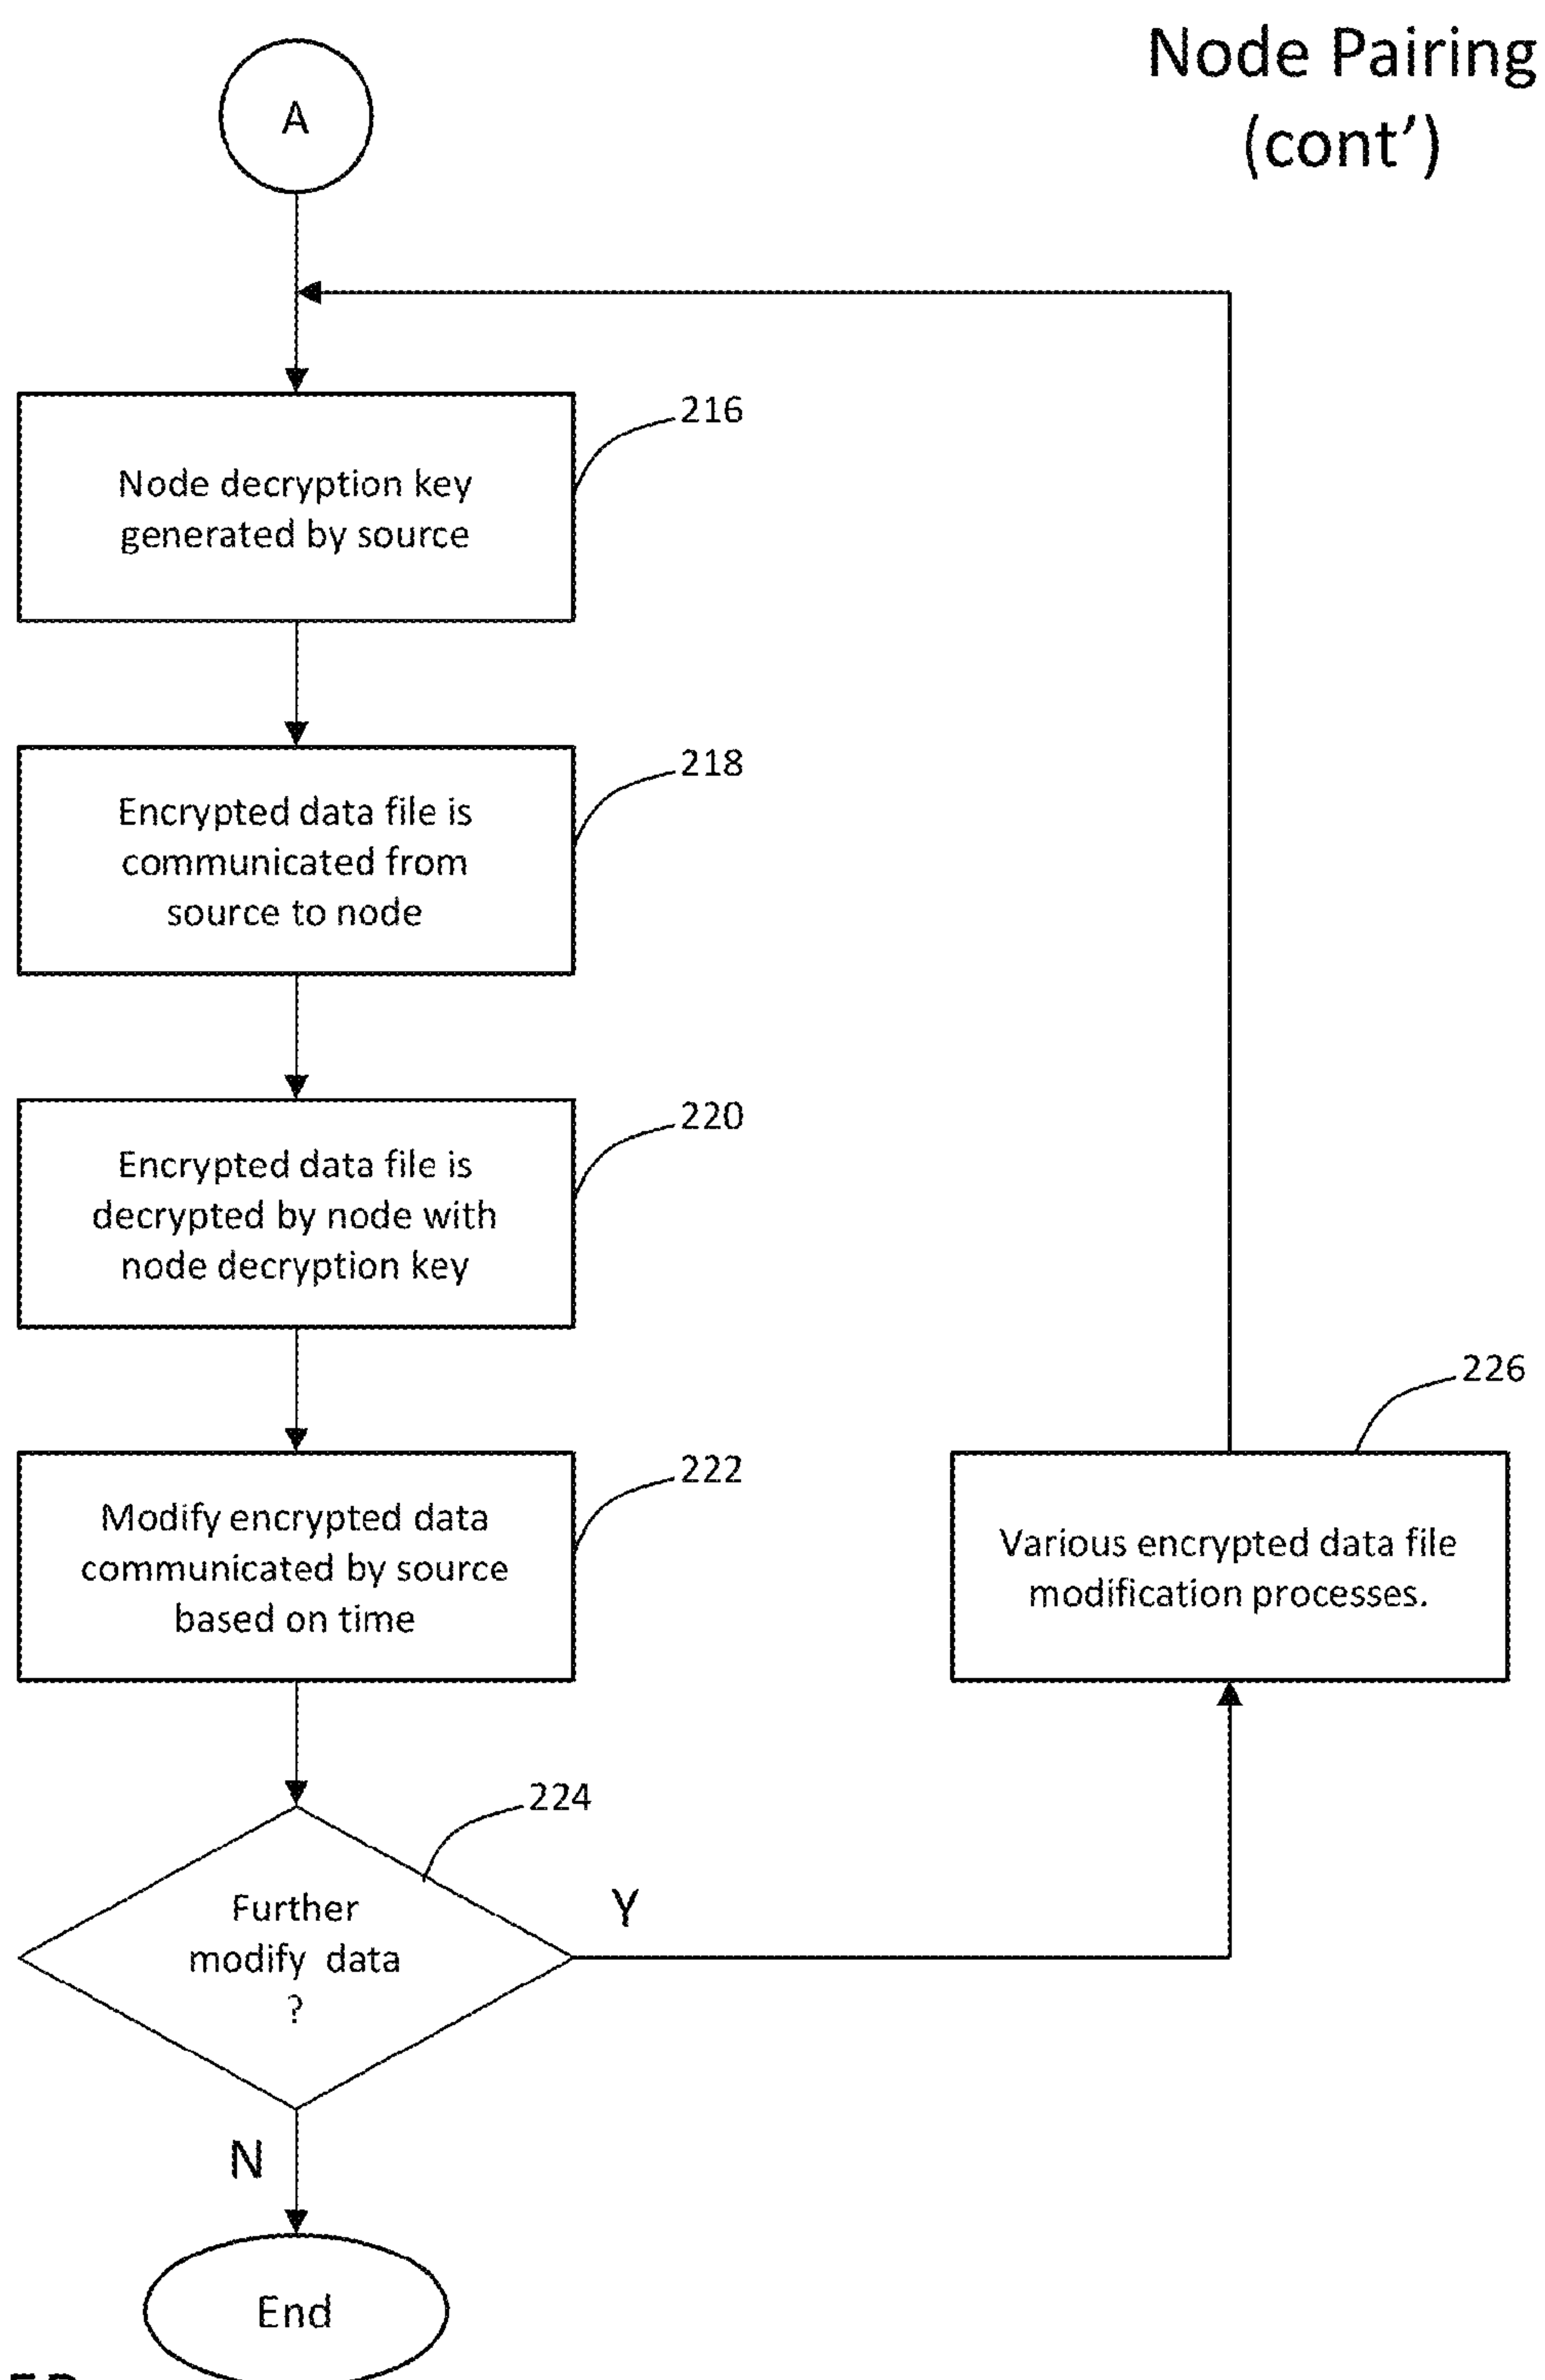 Node Pairing
(cont')
A
216
Node decryption key
generated by source
218
Encrypted data file is
communicated from
source to node
220
Encrypted data file is
decrypted by node with
node decryption key
222
Modify encrypted data
communicated by source
based on time
226
Various encrypted data file
modification processes.
224
Further
modify data
?
Y
N
End